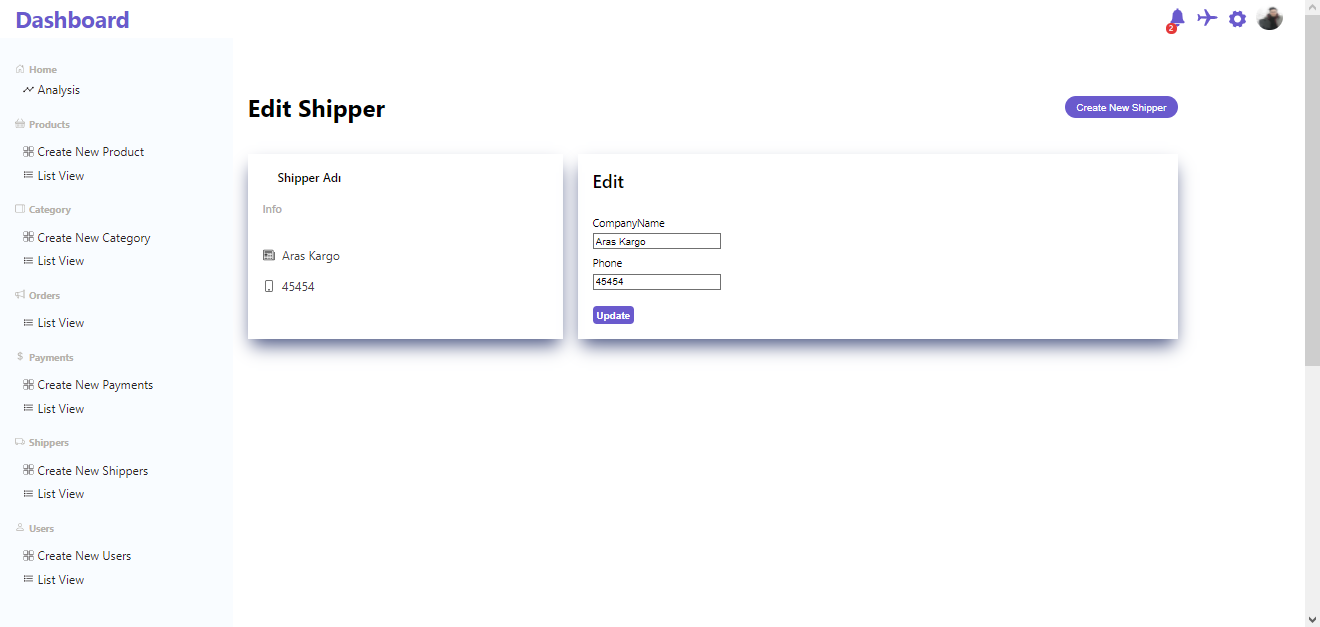 Dashboard
2
Home
Analysis
Products
Create New Product
List View
Category
Create New Category
List View
Orders
List View
Payments
Create New Payments
List View
Shippers
Create New Shippers
List View
Users
Create New Users
List View
Edit Shipper
Create New Shipper
Shipper Adı
Info
Aras Kargo
45454
Edit
CompanyName
Aras Kargo
Phone
45454
Update